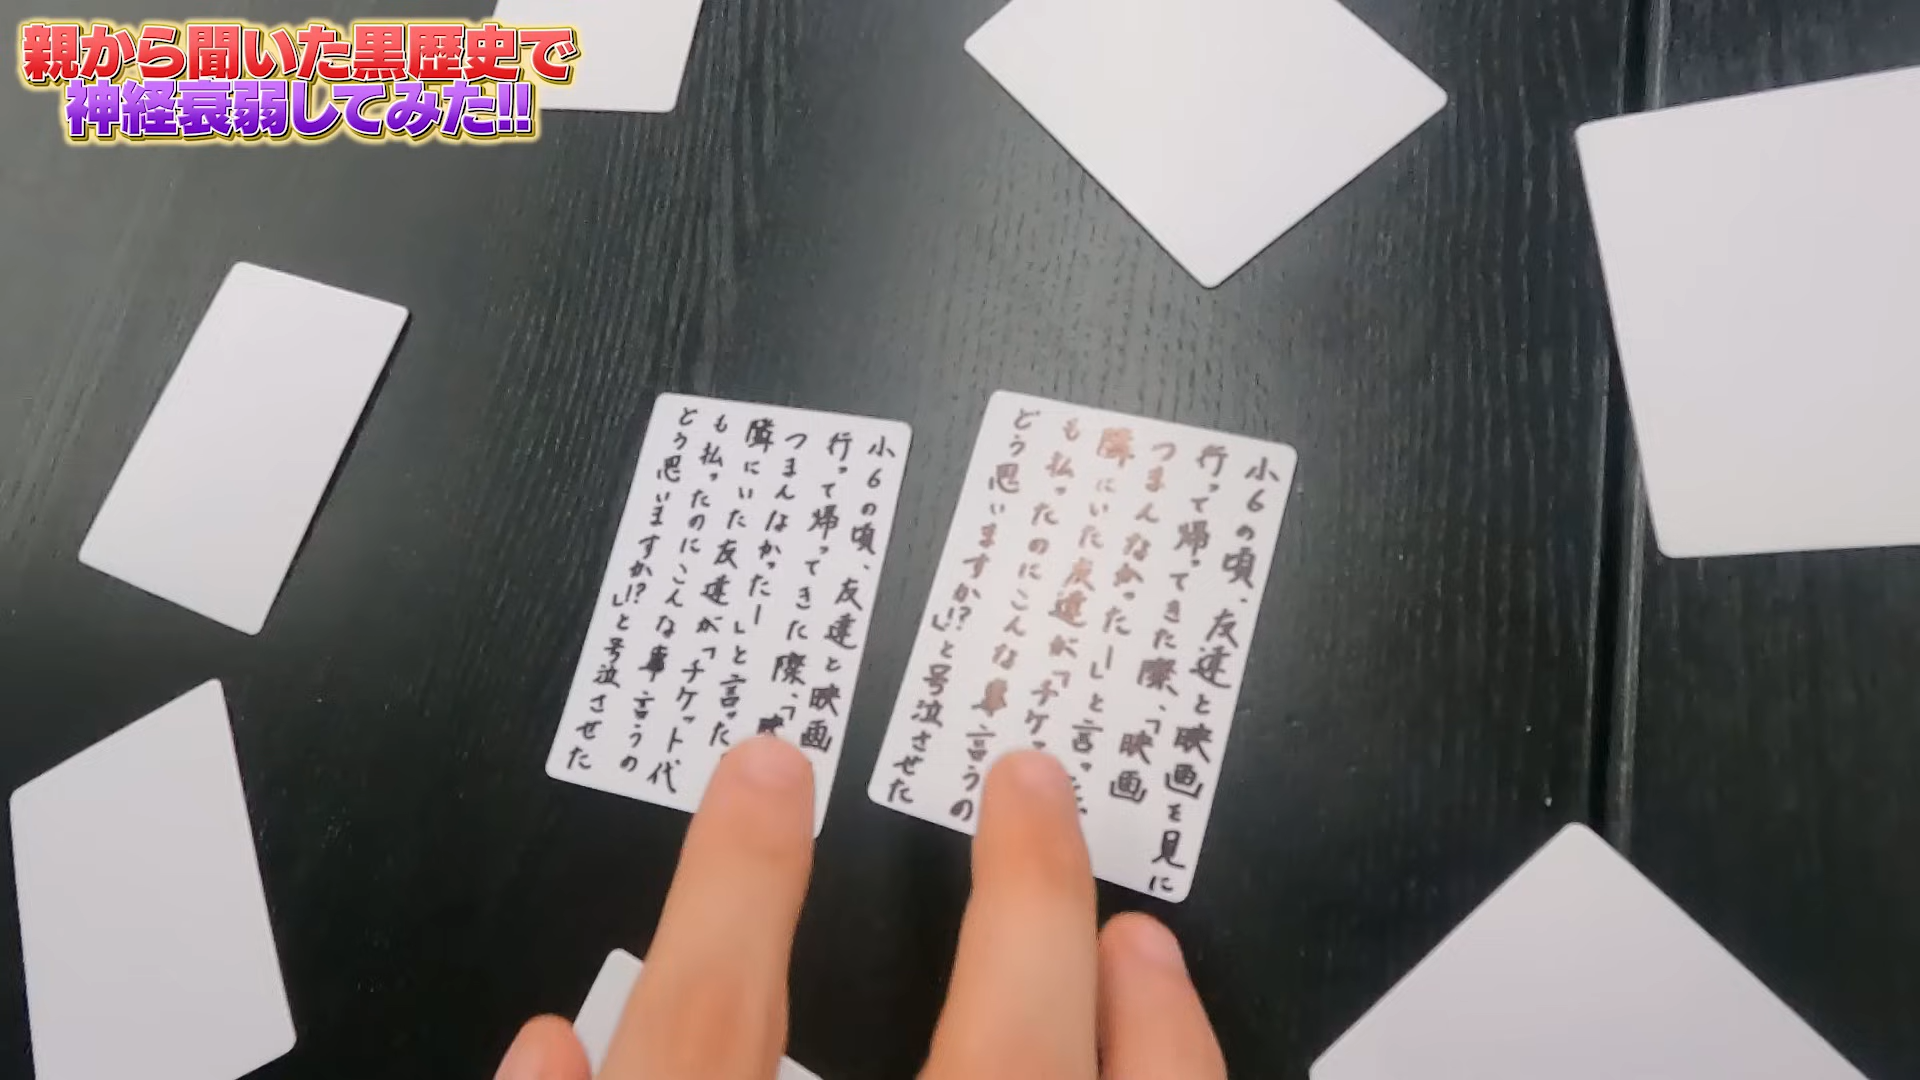 親から聞いた黒歴史で
神経衰弱してみた!!
小6の頃、友達と映画
行って帰ってきた際、「映
つまんなかったー」と言った
隣にいた友達が「チケット代
も払ったのにこんな事言うの
どう思いますか!?」と号泣させた
小6の頃、友達と映画を見に
行って帰ってきた際、「映画
つまんなかったー」と言った
隣にいた友達が「チケッ
も払ったのにこんな事言うの
どう思いますか!?」と号泣させた